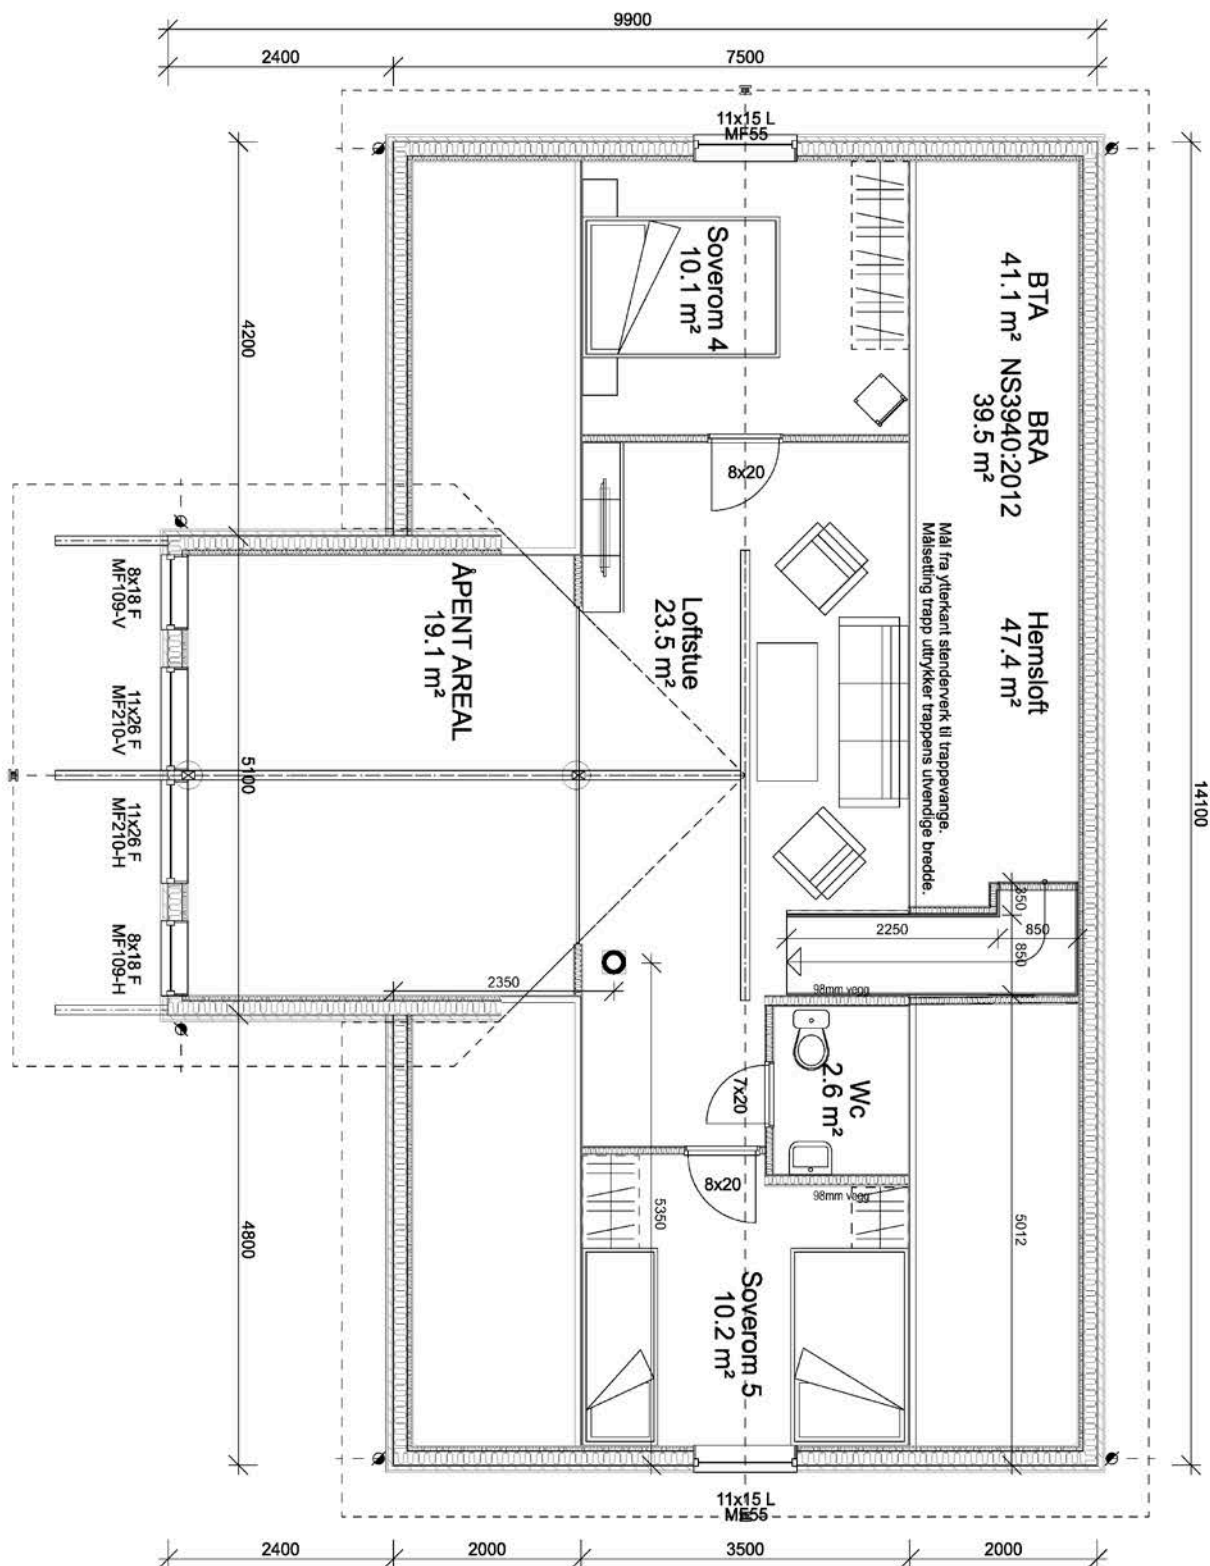 9900
2400
7500
11x15 L
MF55
Soverom 4
10.1 m²
BTA
41.1 m²
BRA
NS3940:2012
39.5 m²
Hemsloft
47.4 m²
Mål fra ytterkant stenderverk til trappevange.
Målsetting trapp uttrykker trappens utvendige bredde.
4200
14100
8x20
Loftstue
23.5 m²
ÅPENT AREAL
19.1 m²
8x18 F
MF109-V
11x26 F
MF210-V
5100
11x26 F
MF210-H
8x18 F
MF109-H
350
2250
850
850
2350
98mm vegg
Wc
2.6 m²
7x20
8x20
98mm vegg
5350
5012
4800
Soverom 5
10.2 m²
11x15 L
MF55
2400
2000
3500
2000